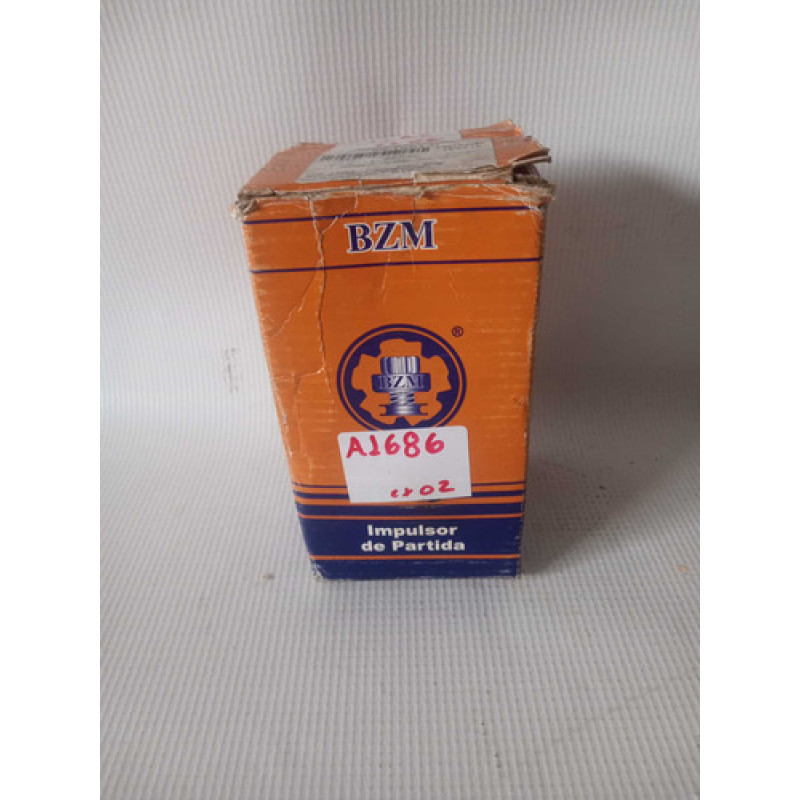 BZM
®
BZM
A1686
cx02
Impulsor
de Partida